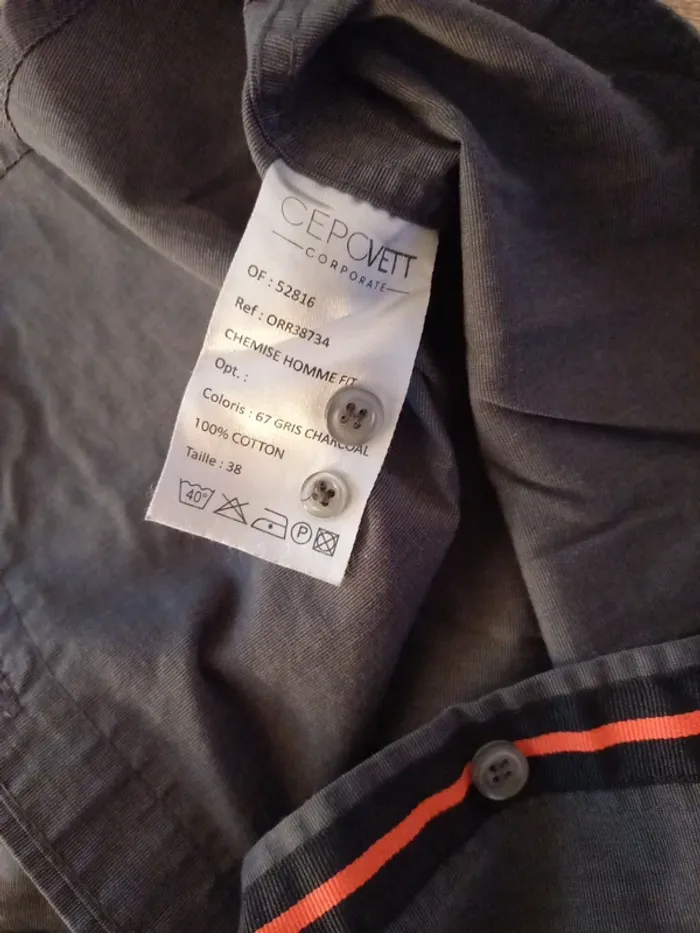 CEPOVETT
CORPORATE
OF : 52816
Ref : ORR38734
CHEMISE HOMME FIT
Opt. :
Coloris : 67 GRIS CHARCOAL
100% COTTON
Taille : 38
40°
P